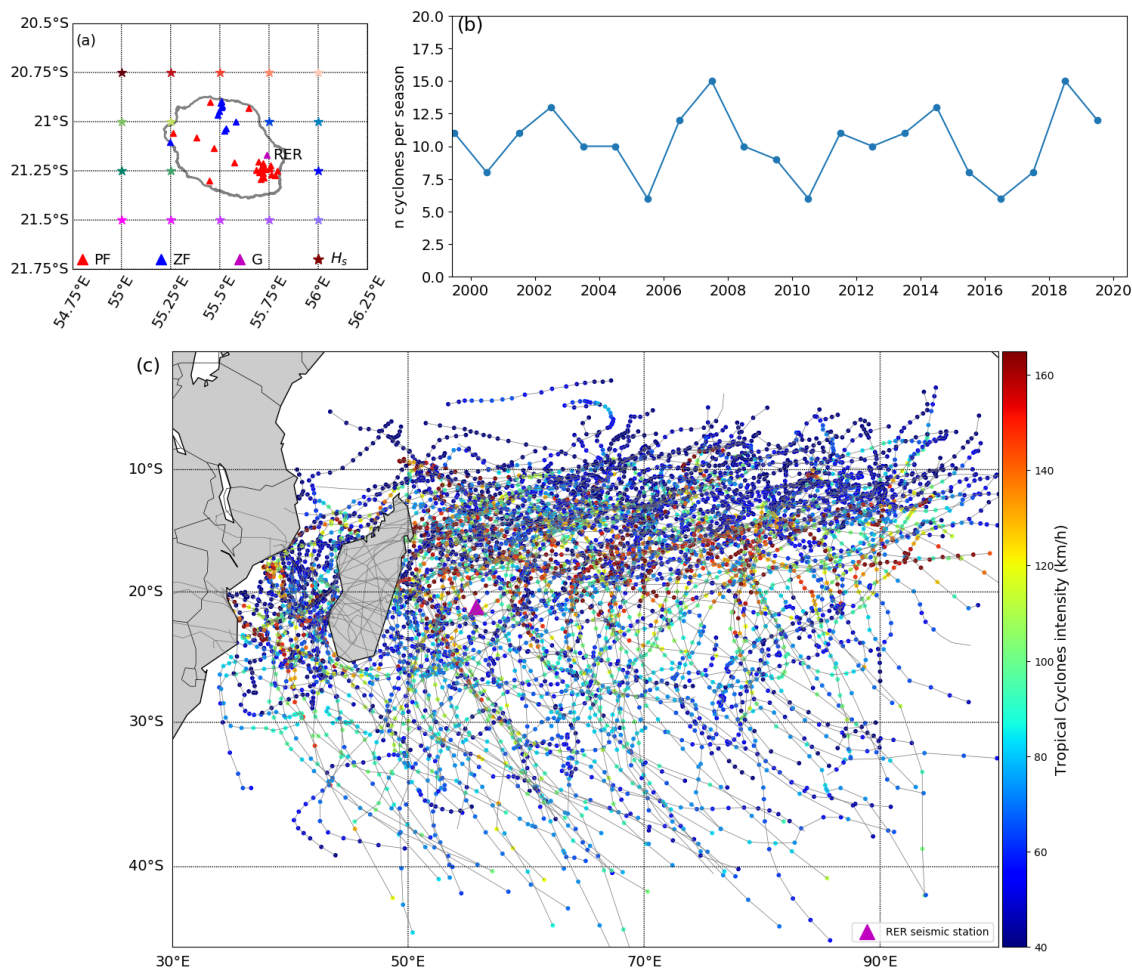 (a)
20.5°S
20.75°S
21°S
21.25°S
21.5°S
21.75°S
RER
PF
ZF
G
Hs
54.75°E
55°E
55.25°E
55.5°E
55.75°E
56°E
56.25°E
(b)
n cyclones per season
20.0
17.5
15.0
12.5
10.0
7.5
5.0
2.5
0.0
2000 2002 2004 2006 2008 2010 2012 2014 2016 2018 2020
(c)
10°S
20°S
30°S
40°S
30°E 50°E 70°E 90°E
RER seismic station
160
140
120
100
80
60
40
Tropical Cyclones intensity (km/h)